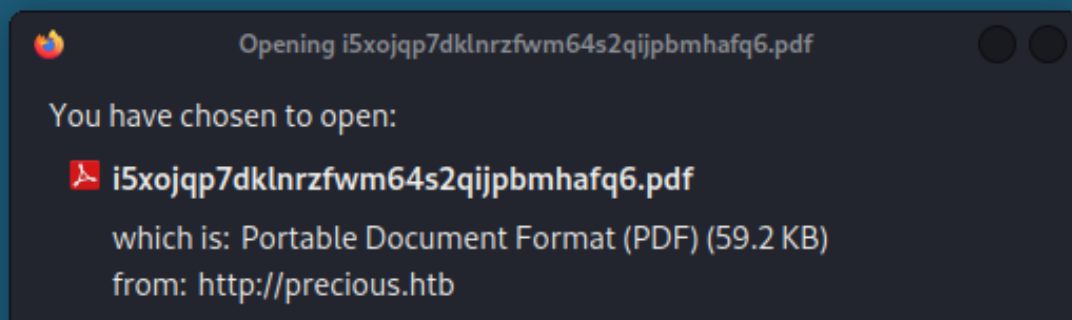 Opening i5xojqp7dklnrzfwm64s2qijpbmhafq6.pdf
You have chosen to open:
i5xojqp7dklnrzfwm64s2qijpbmhafq6.pdf
which is: Portable Document Format (PDF) (59.2 KB)
from: http://precious.htb